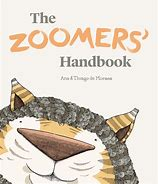 The
ZOOMERS'
Handbook
Ana & Thiago de Moraes